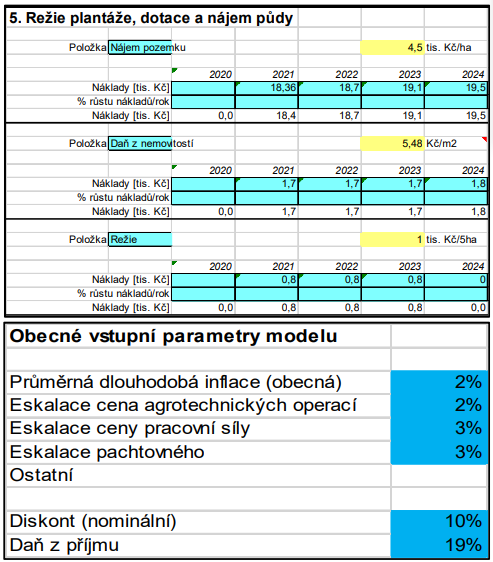 5. Režie plantáže, dotace a nájem půdy
Položka Nájem pozemku 4,5 tis. Kč/ha
2020 2021 2022 2023 2024
Náklady [tis. Kč] 18,36 18,7 19,1 19,5
% růstu nákladů/rok
Náklady [tis. Kč] 0,0 18,4 18,7 19,1 19,5
Položka Daň z nemovitostí 5,48 Kč/m2
2020 2021 2022 2023 2024
Náklady [tis. Kč] 1,7 1,7 1,7 1,8
% růstu nákladů/rok
Náklady [tis. Kč] 0,0 1,7 1,7 1,7 1,8
Položka Režie 1 tis. Kč/5ha
2020 2021 2022 2023 2024
Náklady [tis. Kč] 0,8 0,8 0,8 0
% růstu nákladů/rok
Náklady [tis. Kč] 0,0 0,8 0,8 0,8 0,0
Obecné vstupní parametry modelu
Průměrná dlouhodobá inflace (obecná) 2%
Eskalace cena agrotechnických operací 2%
Eskalace ceny pracovní síly 3%
Eskalace pachtovného 3%
Ostatní
Diskont (nominální) 10%
Daň z příjmu 19%